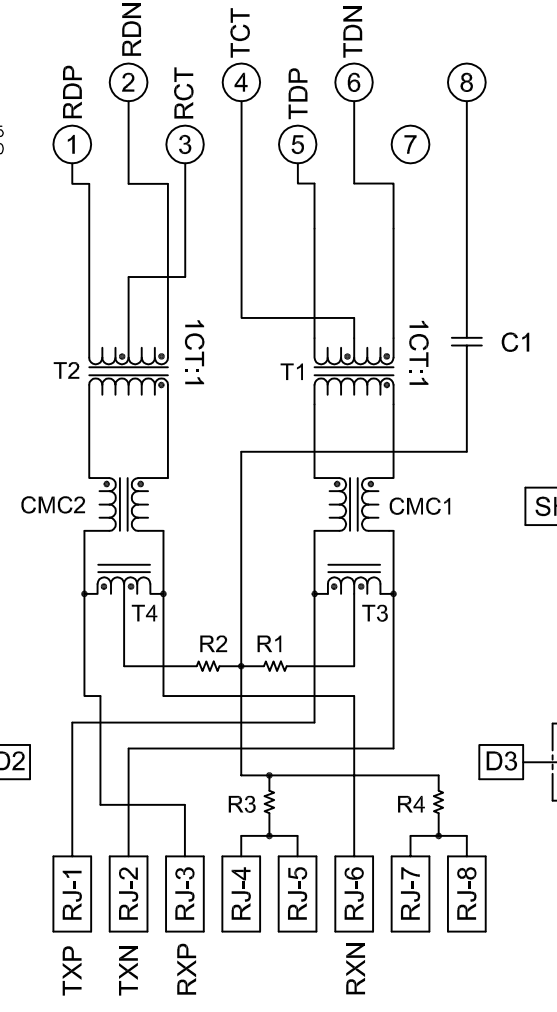 RDP
RDN
RCT
TCT
TDP
TDN
1
2
3
4
5
6
7
8
T2
1CT:1
T1
1CT:1
C1
CMC2
CMC1
T4
T3
R2
R1
D3
R3
R4
RJ-1
RJ-2
RJ-3
RJ-4
RJ-5
RJ-6
RJ-7
RJ-8
TXP
TXN
RXP
RXN